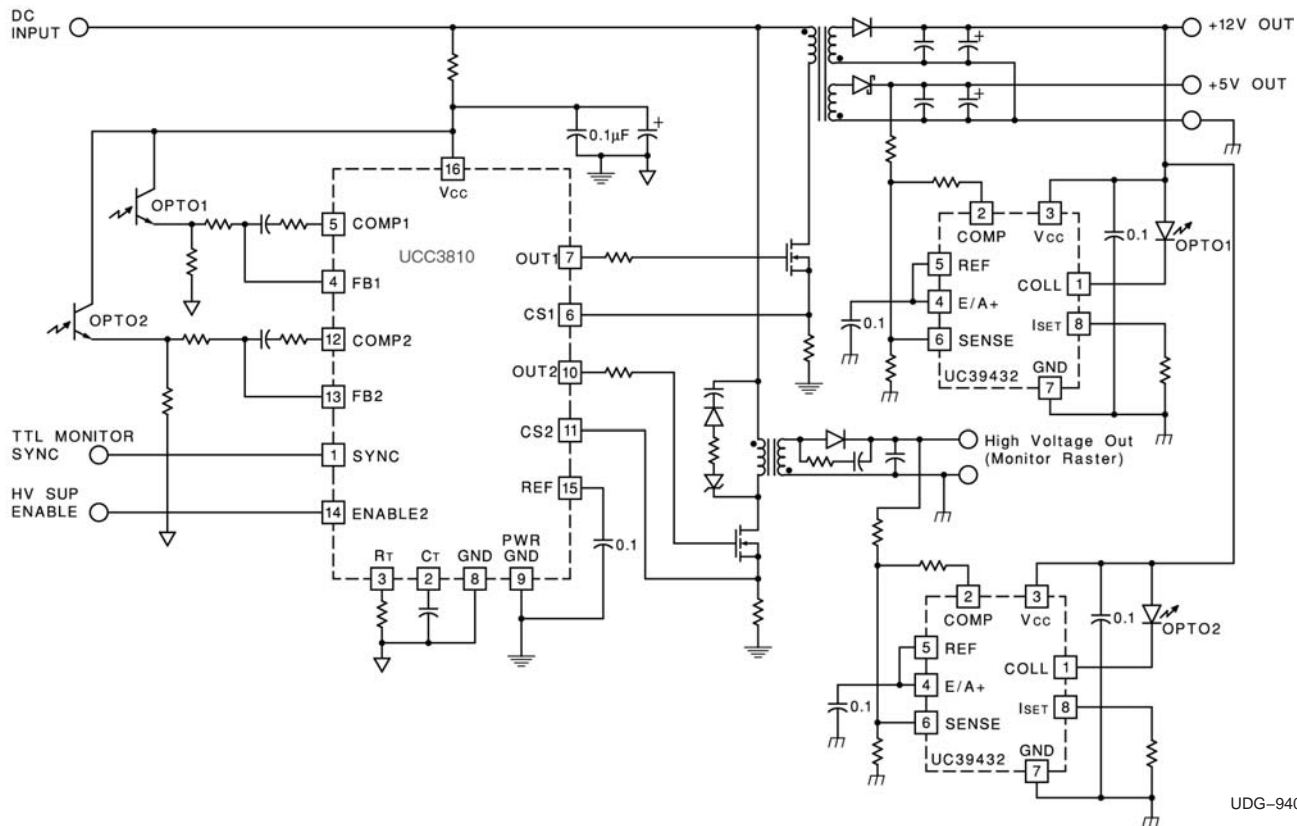 DC
INPUT
+12V OUT
+5V OUT
0.1µF
+
+
+
16
VCC
OPTO1
5 COMP1
UCC3810
4 FB1
OUT1 7
CS1 6
OPTO2
12 COMP2
OUT2 10
13 FB2
CS2 11
TTL MONITOR
SYNC
1 SYNC
REF 15
HV SUP
ENABLE
14 ENABLE2
0.1
RT
CT
GND
PWR
GND
3
2
8
9
2
3
COMP
VCC
0.1
OPTO1
5 REF
COLL 1
4 E/A+
0.1
ISET 8
6 SENSE
GND
7
UC39432
High Voltage Out
(Monitor Raster)
2
3
COMP
VCC
0.1
OPTO2
5 REF
COLL 1
4 E/A+
0.1
ISET 8
6 SENSE
GND
UC39432
7
UDG–940